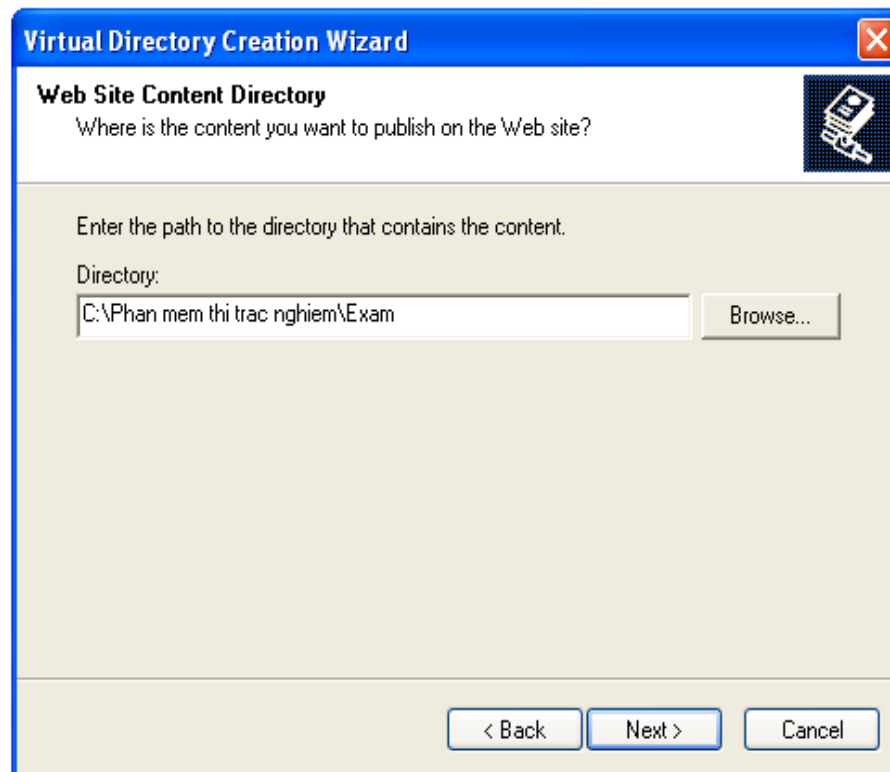 Virtual Directory Creation Wizard
Web Site Content Directory
Where is the content you want to publish on the Web site?
Enter the path to the directory that contains the content.
Directory:
C:\Phan mem thi trac nghiem\Exam
Browse...
< Back
Next >
Cancel